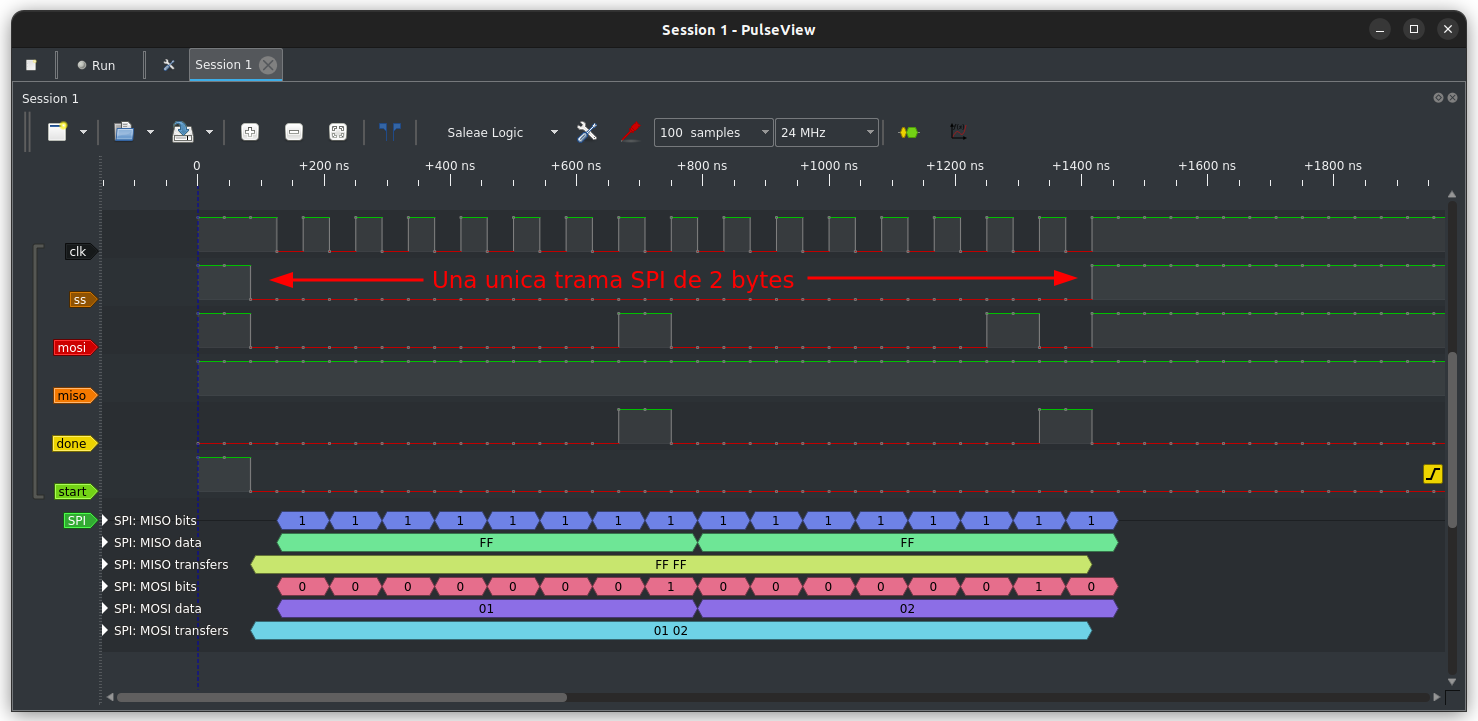 Session 1 - PulseView
Run
Session 1
Session 1
Saleae Logic
100 samples
24 MHz
0 +200 ns +400 ns +600 ns +800 ns +1000 ns +1200 ns +1400 ns +1600 ns +1800 ns
clk
Una unica trama SPI de 2 bytes
ss
mosi
miso
done
start
SPI SPI: MISO bits 1 1 1 1 1 1 1 1 1 1 1 1 1 1 1 1
SPI: MISO data FF FF
SPI: MISO transfers FF FF
SPI: MOSI bits 0 0 0 0 0 0 0 1 0 0 0 0 0 0 1 0
SPI: MOSI data 01 02
SPI: MOSI transfers 01 02